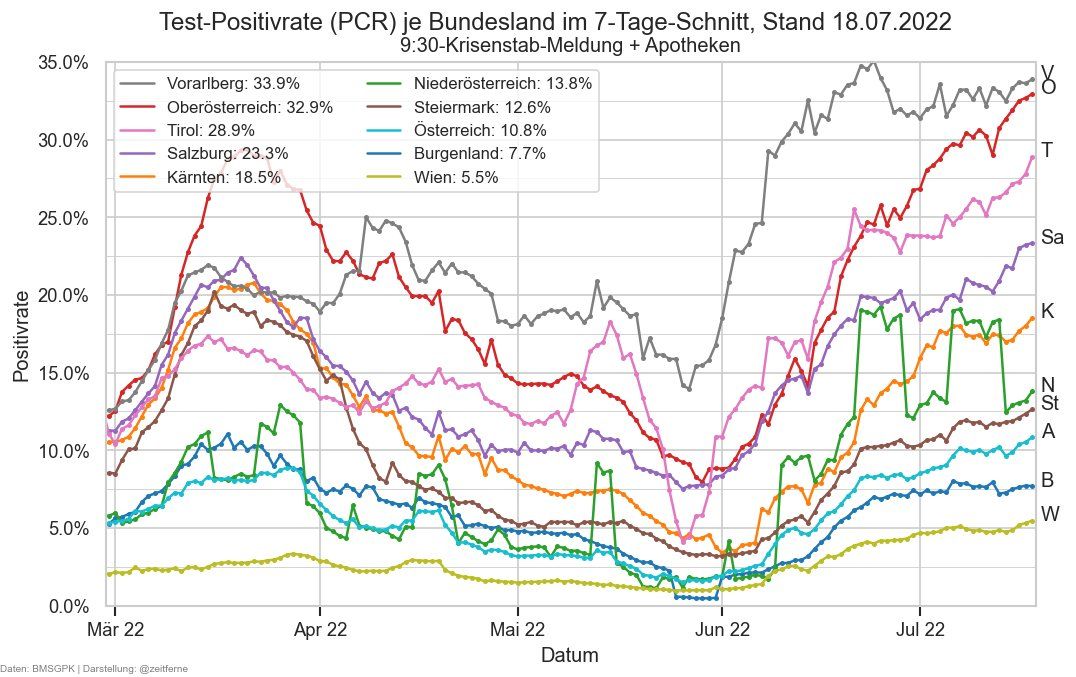 Test-Positivrate (PCR) je Bundesland im 7-Tage-Schnitt, Stand 18.07.2022
9:30-Krisenstab-Meldung + Apotheken
Vorarlberg: 33.9%
Oberösterreich: 32.9%
Tirol: 28.9%
Salzburg: 23.3%
Kärnten: 18.5%
Niederösterreich: 13.8%
Steiermark: 12.6%
Österreich: 10.8%
Burgenland: 7.7%
Wien: 5.5%
Positivrate
35.0%
30.0%
25.0%
20.0%
15.0%
10.0%
5.0%
0.0%
V
O
T
Sa
K
N
St
A
B
W
Mär 22
Apr 22
Mai 22
Jun 22
Jul 22
Datum
Daten: BMSGPK | Darstellung: @zeitferne